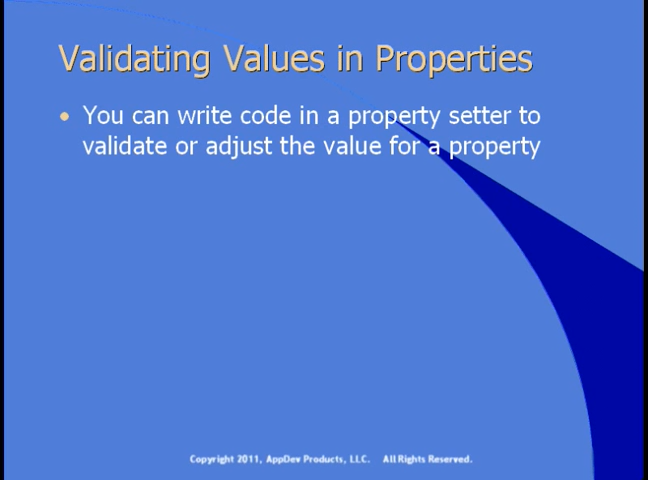 Validating Values in Properties
• You can write code in a property setter to
validate or adjust the value for a property
Copyright 2011, AppDev Products, LLC. All Rights Reserved.